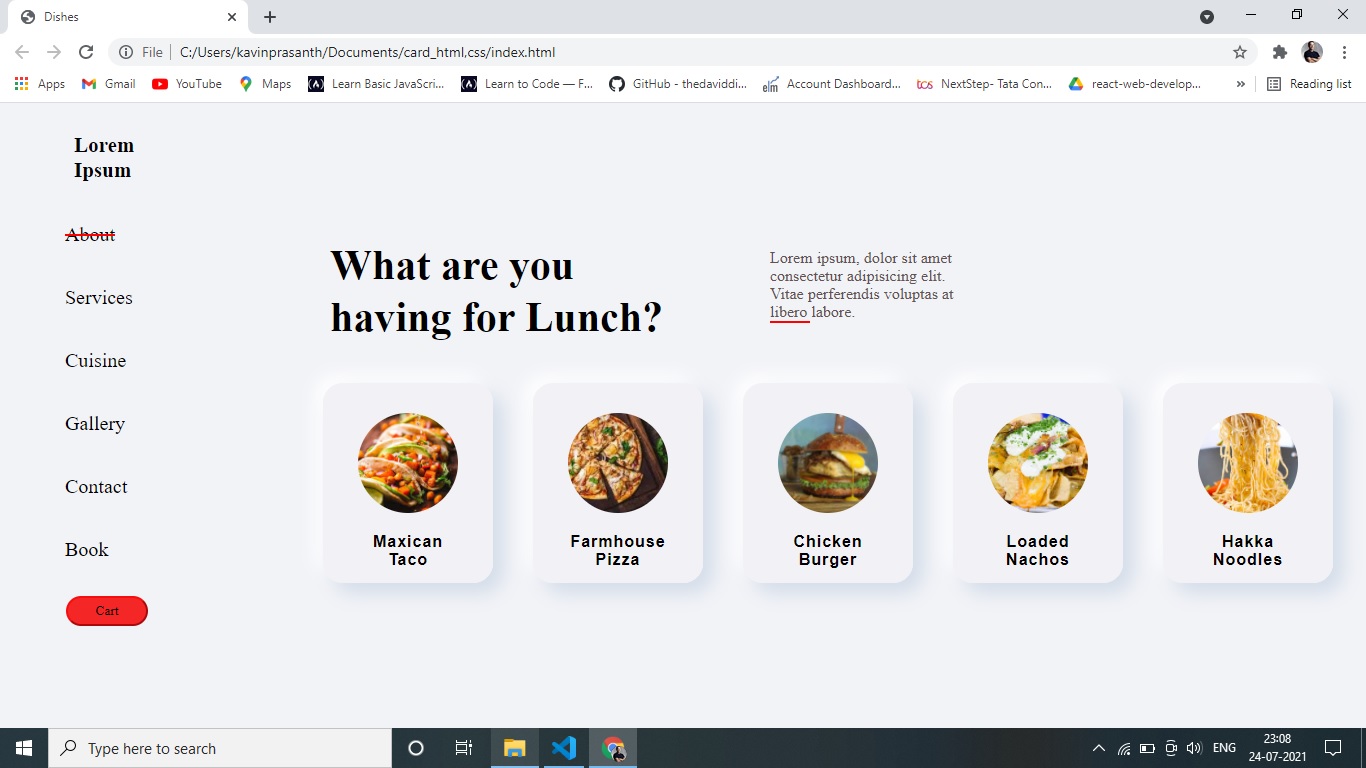 Dishes
File
C:/Users/kavinprasanth/Documents/card_html,css/index.html
Apps
Gmail
YouTube
Maps
Learn Basic JavaScri...
Learn to Code — F...
GitHub - thedaviddi...
elm
Account Dashboard...
tcs
NextStep- Tata Con...
react-web-develop...
»
Reading list
Lorem
Ipsum
About
Services
Cuisine
Gallery
Contact
Book
Cart
What are you
having for Lunch?
Lorem ipsum, dolor sit amet
consectetur adipisicing elit.
Vitae perferendis voluptas at
libero labore.
Maxican
Taco
Farmhouse
Pizza
Chicken
Burger
Loaded
Nachos
Hakka
Noodles
Type here to search
ENG
23:08
24-07-2021